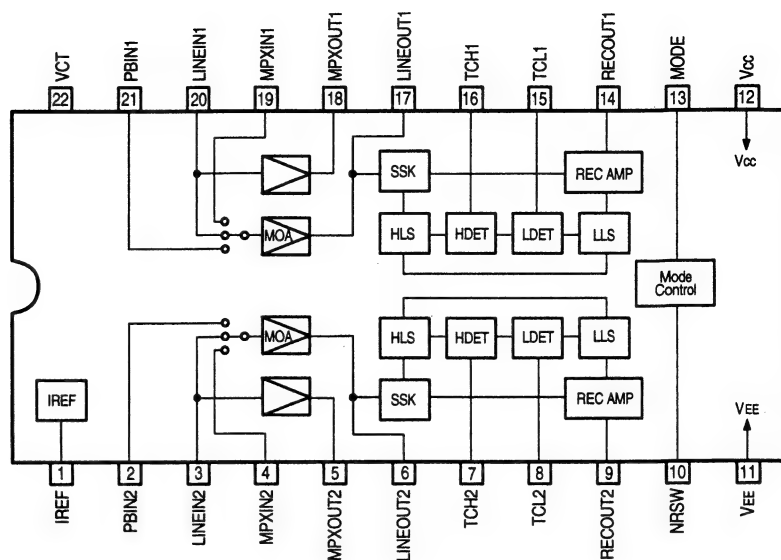 VCT
PBIN1
LINEIN1
MPXIN1
MPXOUT1
LINEOUT1
TCH1
TCL1
RECOUT1
MODE
Vcc
22
21
20
19
18
17
16
15
14
13
12
Vcc
SSK
REC AMP
MOA
HLS
HDET
LDET
LLS
Mode
Control
MOA
HLS
HDET
LDET
LLS
IREF
SSK
REC AMP
VEE
1
2
3
4
5
6
7
8
9
10
11
IREF
PBIN2
LINEIN2
MPXIN2
MPXOUT2
LINEOUT2
TCH2
TCL2
RECOUT2
NRSW
VEE